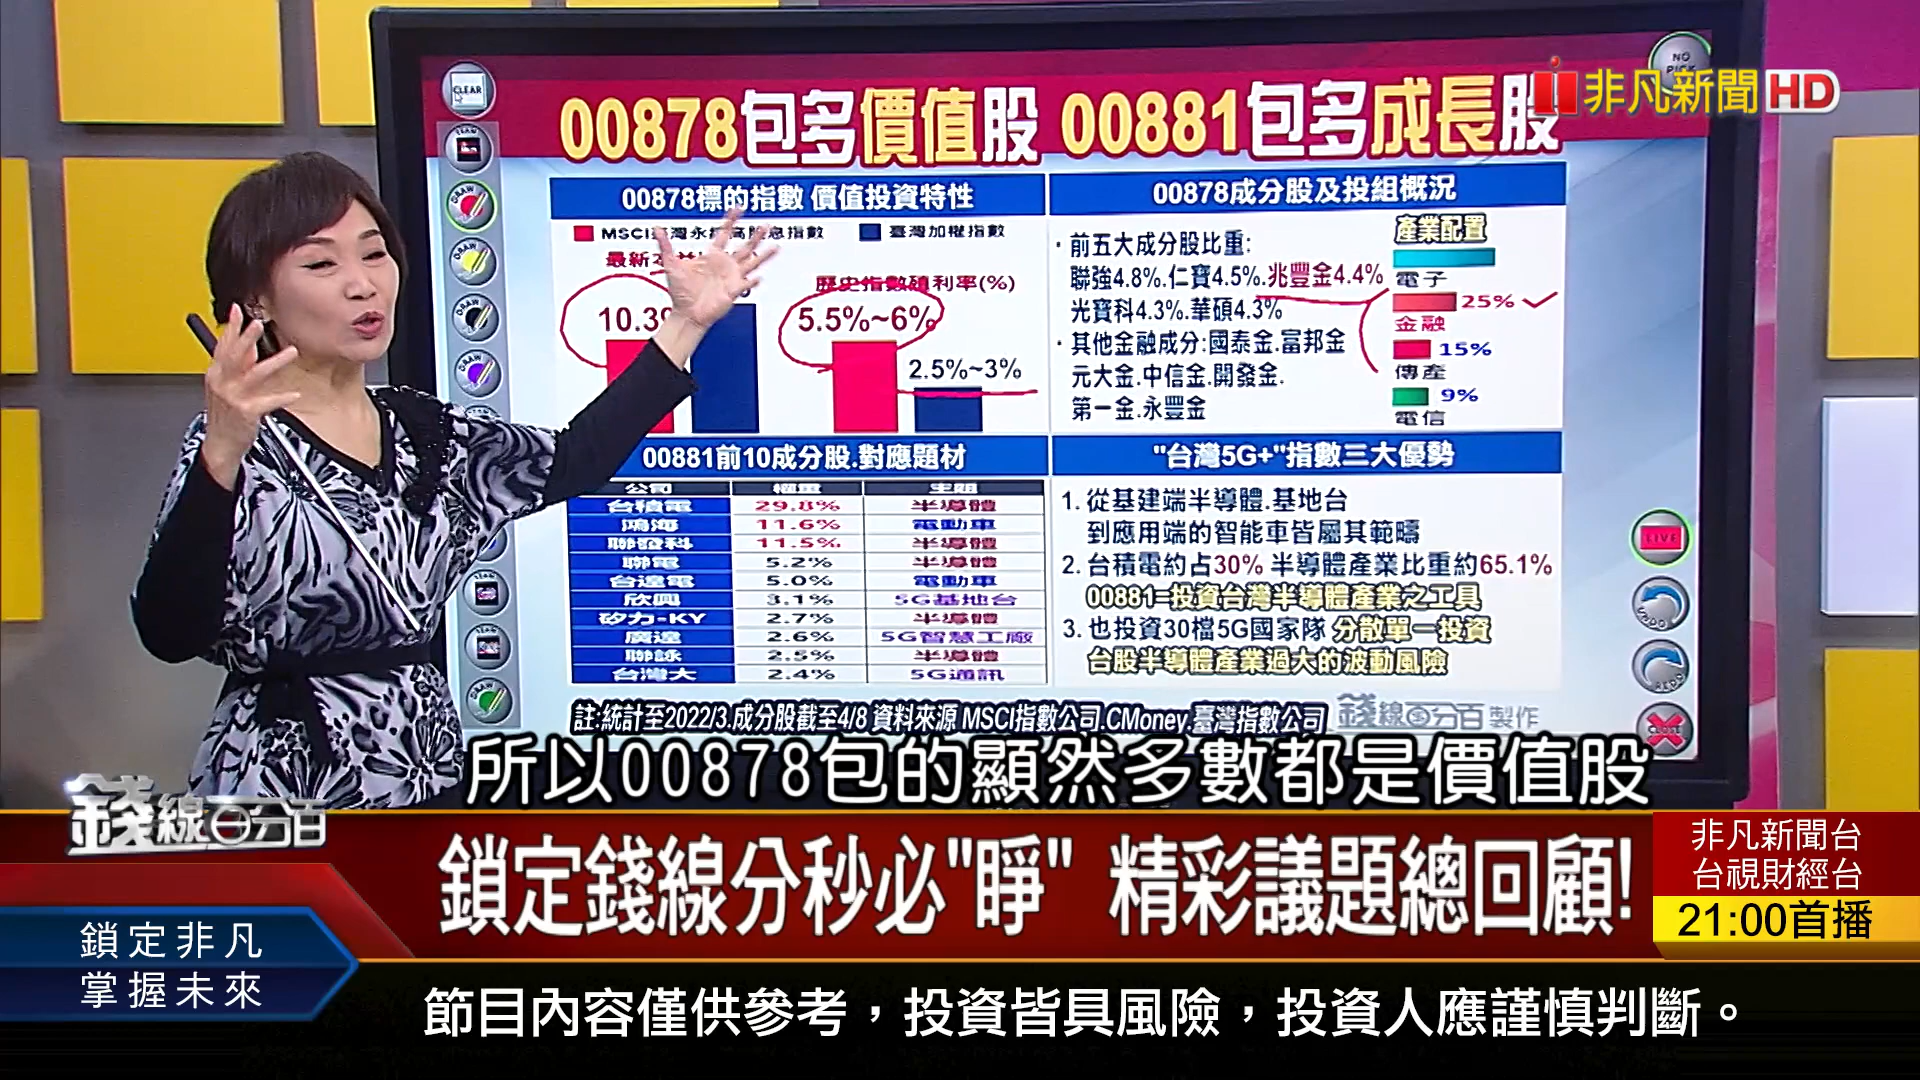 非凡新聞HD
NO PICK
CLEAR
00878包多價值股 00881包多成長股
00878標的指數 價值投資特性
臺灣加權指數
歷史指數殖利率(%)
5.5%~6%
2.5%~3%
00878成分股及投組概況
‧前五大成分股比重:
聯強4.8%.仁寶4.5%.兆豐金4.4%
光寶科4.3%.華碩4.3%
‧其他金融成分:國泰金.富邦金
元大金.中信金.開發金.
第一金.永豐金
產業配置
電子
25%
金融
15%
傳產
9%
電信
00881前10成分股.對應題材
公司 權重 主題
台積電 29.8% 半導體
鴻海 11.6% 電動車
聯發科 11.5% 半導體
聯電 5.2% 半導體
台達電 5.0% 電動車
欣興 3.1% 5G基地台
矽力-KY 2.7% 半導體
廣達 2.6% 5G智慧工廠
聯詠 2.5% 半導體
台灣大 2.4% 5G通訊
"台灣5G+"指數三大優勢
1. 從基建端半導體.基地台
到應用端的智能車皆屬其範疇
2. 台積電約占30% 半導體產業比重約65.1%
00881=投資台灣半導體產業之工具
3. 也投資30檔5G國家隊 分散單一投資
台股半導體產業過大的波動風險
註:統計至2022/3.成分股截至4/8 資料來源 MSCI指數公司.CMoney.臺灣指數公司
錢線百分百 製作
LIVE
UNDO
REDO
CLOSE
所以00878包的顯然多數都是價值股
錢線百分百
鎖定錢線分秒必"睜" 精彩議題總回顧!
非凡新聞台
台視財經台
21:00首播
鎖定非凡
掌握未來
節目內容僅供參考，投資皆具風險，投資人應謹慎判斷。